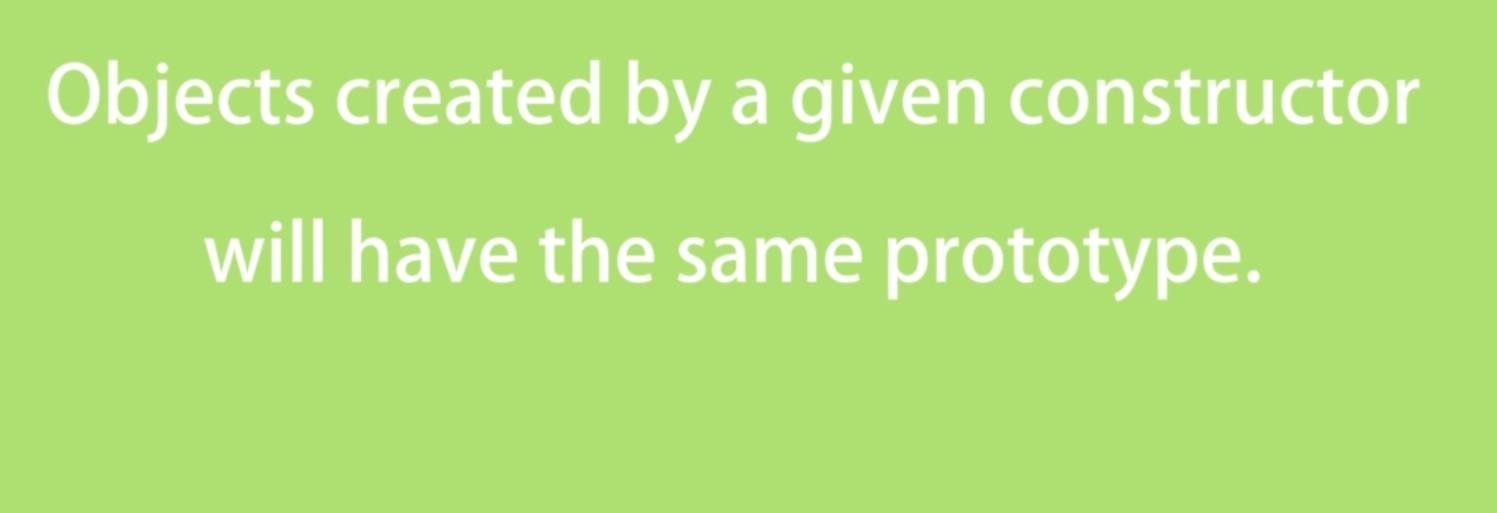 Objects created by a given constructor
will have the same prototype.